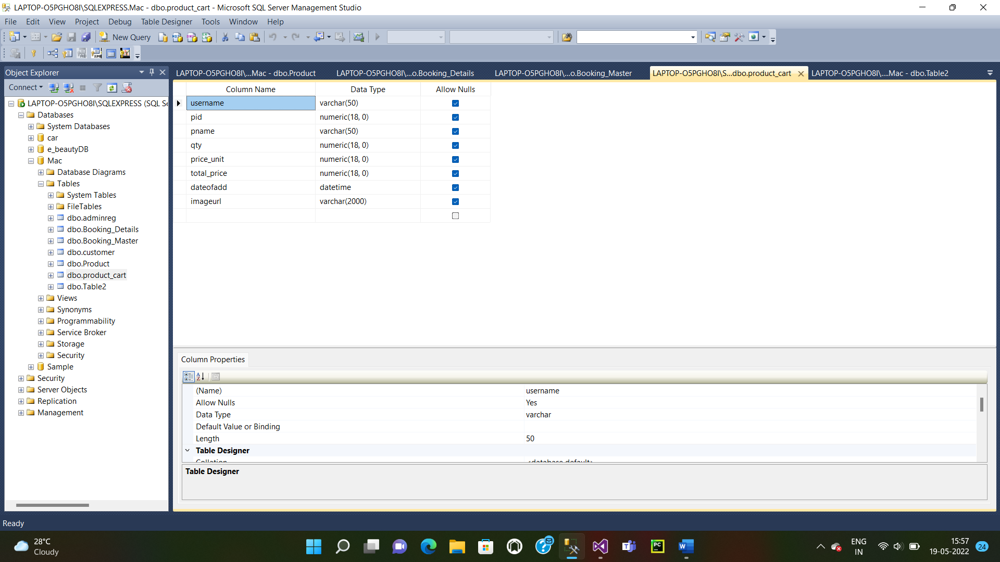 LAPTOP-O5PGHO8I\SQLEXPRESS.Mac - dbo.product_cart - Microsoft SQL Server Management Studio
File Edit View Project Debug Table Designer Tools Window Help
New Query
Object Explorer
Connect
LAPTOP-O5PGHO8I\SQLEXPRESS (SQL Se
Databases
System Databases
car
e_beautyDB
Mac
Database Diagrams
Tables
System Tables
FileTables
dbo.adminreg
dbo.Booking_Details
dbo.Booking_Master
dbo.customer
dbo.Product
dbo.product_cart
dbo.Table2
Views
Synonyms
Programmability
Service Broker
Storage
Security
Sample
Security
Server Objects
Replication
Management
LAPTOP-O5PGHO8I\...Mac - dbo.Product LAPTOP-O5PGHO8I\...o.Booking_Details LAPTOP-O5PGHO8I\...o.Booking_Master LAPTOP-O5PGHO8I\S...dbo.product_cart LAPTOP-O5PGHO8I\....Mac - dbo.Table2
Column Name Data Type Allow Nulls
username varchar(50)
pid numeric(18, 0)
pname varchar(50)
qty numeric(18, 0)
price_unit numeric(18, 0)
total_price numeric(18, 0)
dateofadd datetime
imageurl varchar(2000)
Column Properties
(Name) username
Allow Nulls Yes
Data Type varchar
Default Value or Binding
Length 50
Table Designer
Collation <database default>
Table Designer
Ready
28°C
Cloudy
ENG
IN
15:57
19-05-2022
24